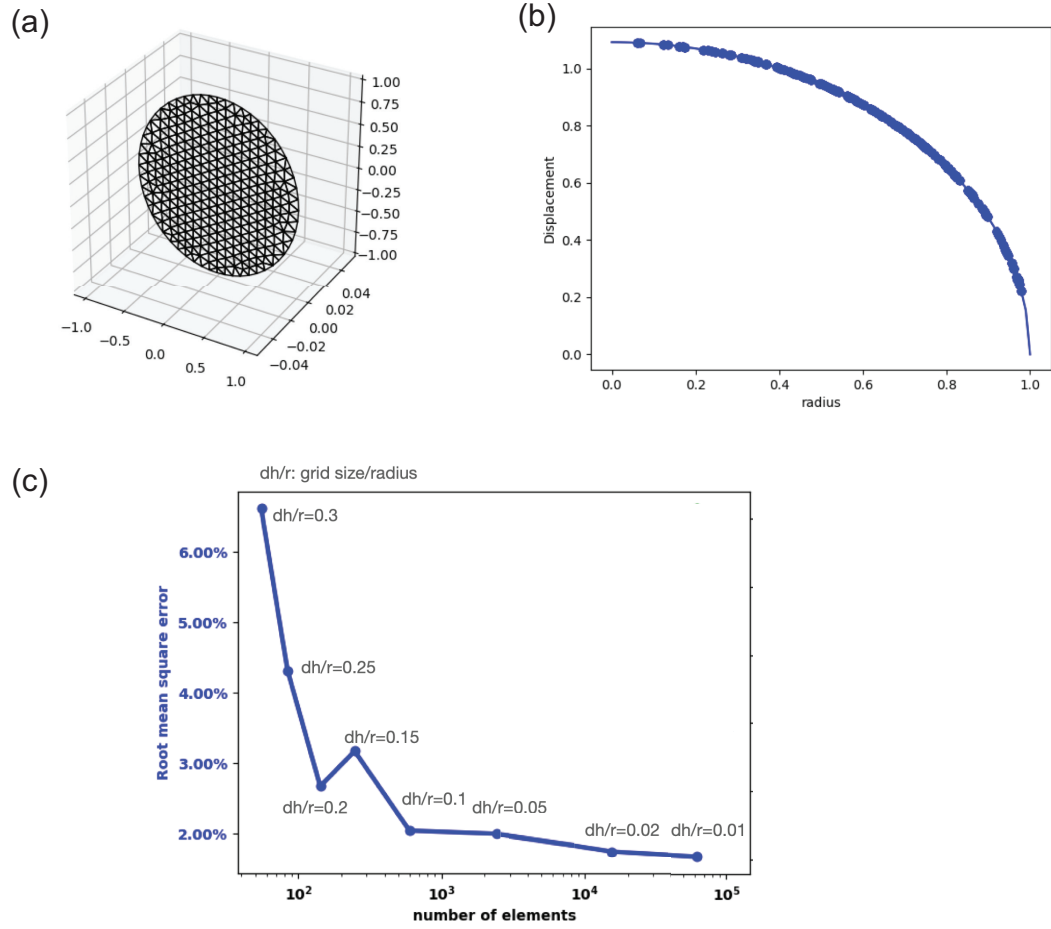 (a)
1.00
0.75
0.50
0.25
0.00
−0.25
−0.50
−0.75
−1.00
0.04
0.02
0.00
−0.02
−0.04
−1.0
−0.5
0.0
0.5
1.0
(b)
Displacement
1.0
0.8
0.6
0.4
0.2
0.0
0.0 0.2 0.4 0.6 0.8 1.0
radius
(c)
dh/r: grid size/radius
Root mean square error
6.00%
5.00%
4.00%
3.00%
2.00%
dh/r=0.3
dh/r=0.25
dh/r=0.15
dh/r=0.2
dh/r=0.1
dh/r=0.05
dh/r=0.02
dh/r=0.01
10² 10³ 10⁴ 10⁵
number of elements